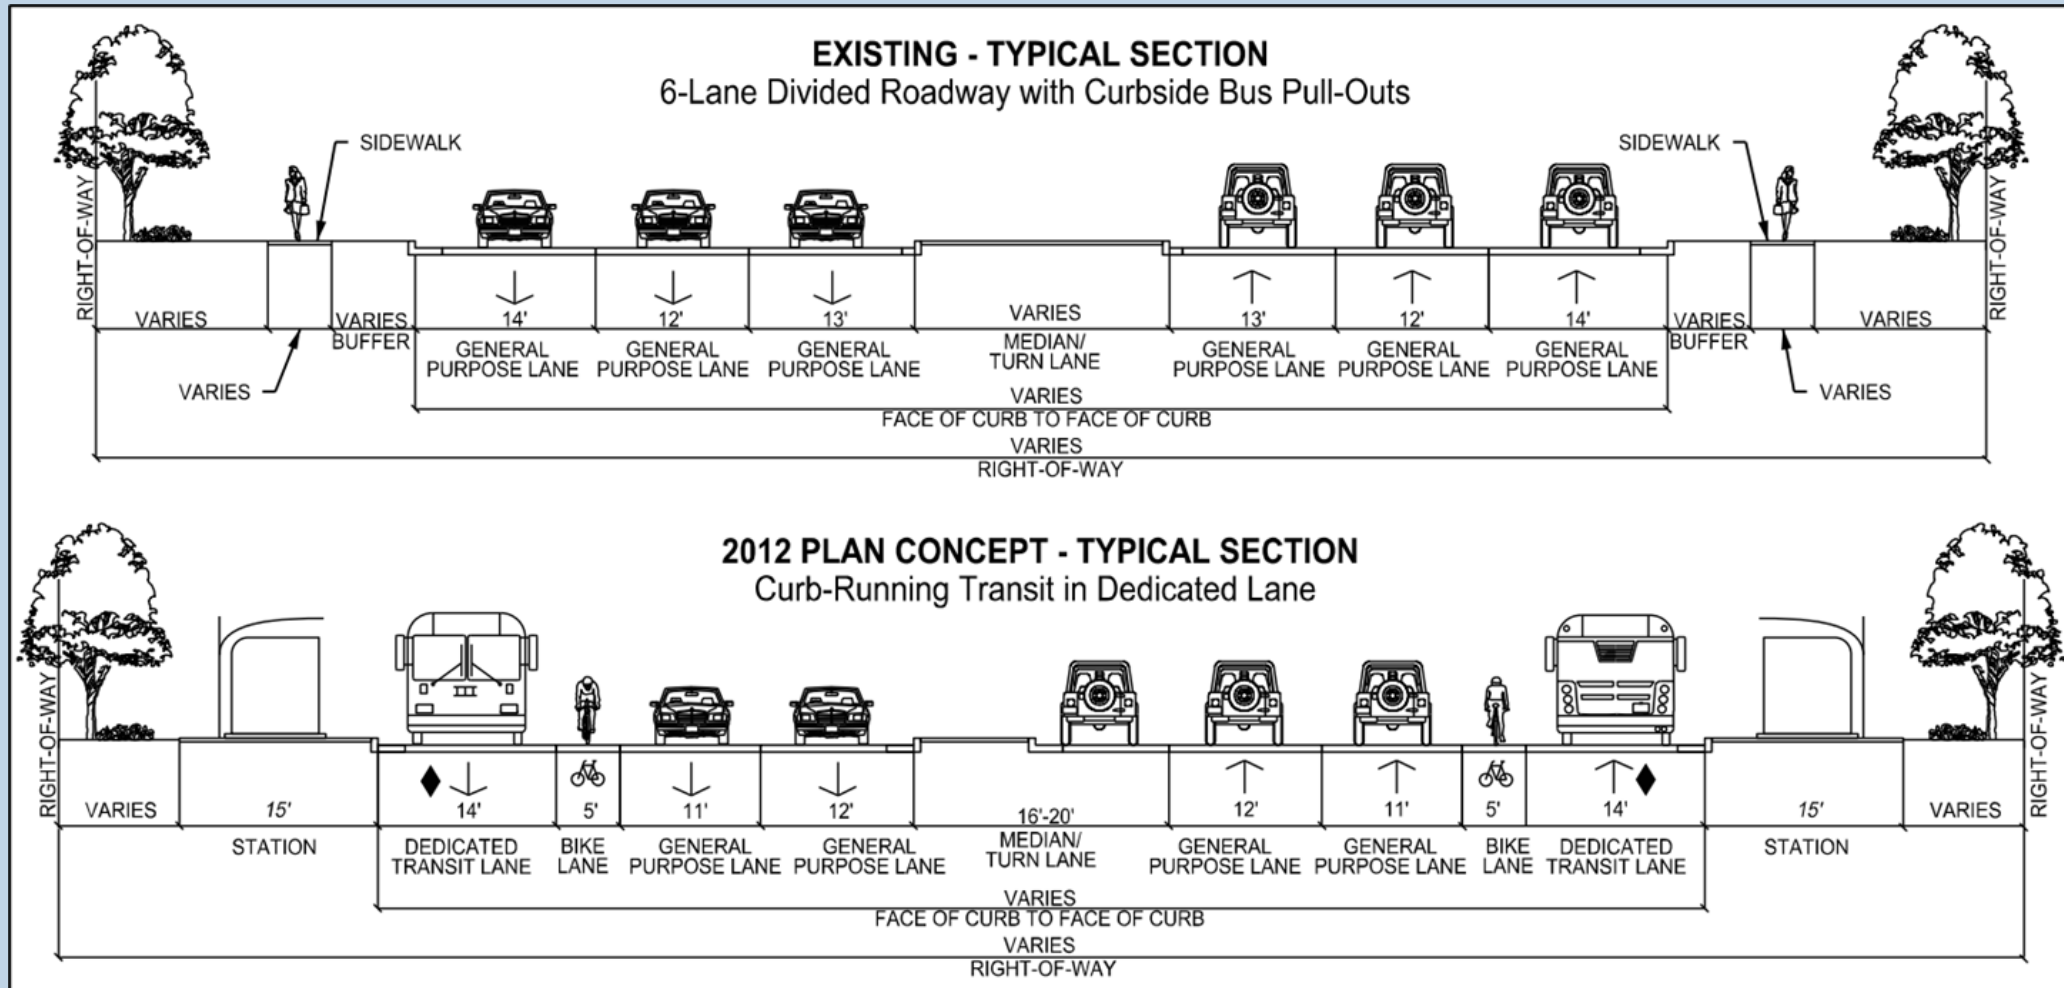 EXISTING - TYPICAL SECTION
6-Lane Divided Roadway with Curbside Bus Pull-Outs
SIDEWALK
SIDEWALK
RIGHT-OF-WAY
RIGHT-OF-WAY
VARIES
VARIES
14'
12'
13'
VARIES
13'
12'
14'
VARIES
VARIES
BUFFER
GENERAL
PURPOSE LANE
GENERAL
PURPOSE LANE
GENERAL
PURPOSE LANE
MEDIAN/
TURN LANE
GENERAL
PURPOSE LANE
GENERAL
PURPOSE LANE
GENERAL
PURPOSE LANE
BUFFER
VARIES
VARIES
VARIES
FACE OF CURB TO FACE OF CURB
VARIES
RIGHT-OF-WAY
2012 PLAN CONCEPT - TYPICAL SECTION
Curb-Running Transit in Dedicated Lane
RIGHT-OF-WAY
RIGHT-OF-WAY
VARIES
15'
14'
5'
11'
12'
16'-20'
12'
11'
5'
14'
15'
VARIES
STATION
DEDICATED
TRANSIT LANE
BIKE
LANE
GENERAL
PURPOSE LANE
GENERAL
PURPOSE LANE
MEDIAN/
TURN LANE
GENERAL
PURPOSE LANE
GENERAL
PURPOSE LANE
BIKE
LANE
DEDICATED
TRANSIT LANE
STATION
VARIES
FACE OF CURB TO FACE OF CURB
VARIES
RIGHT-OF-WAY